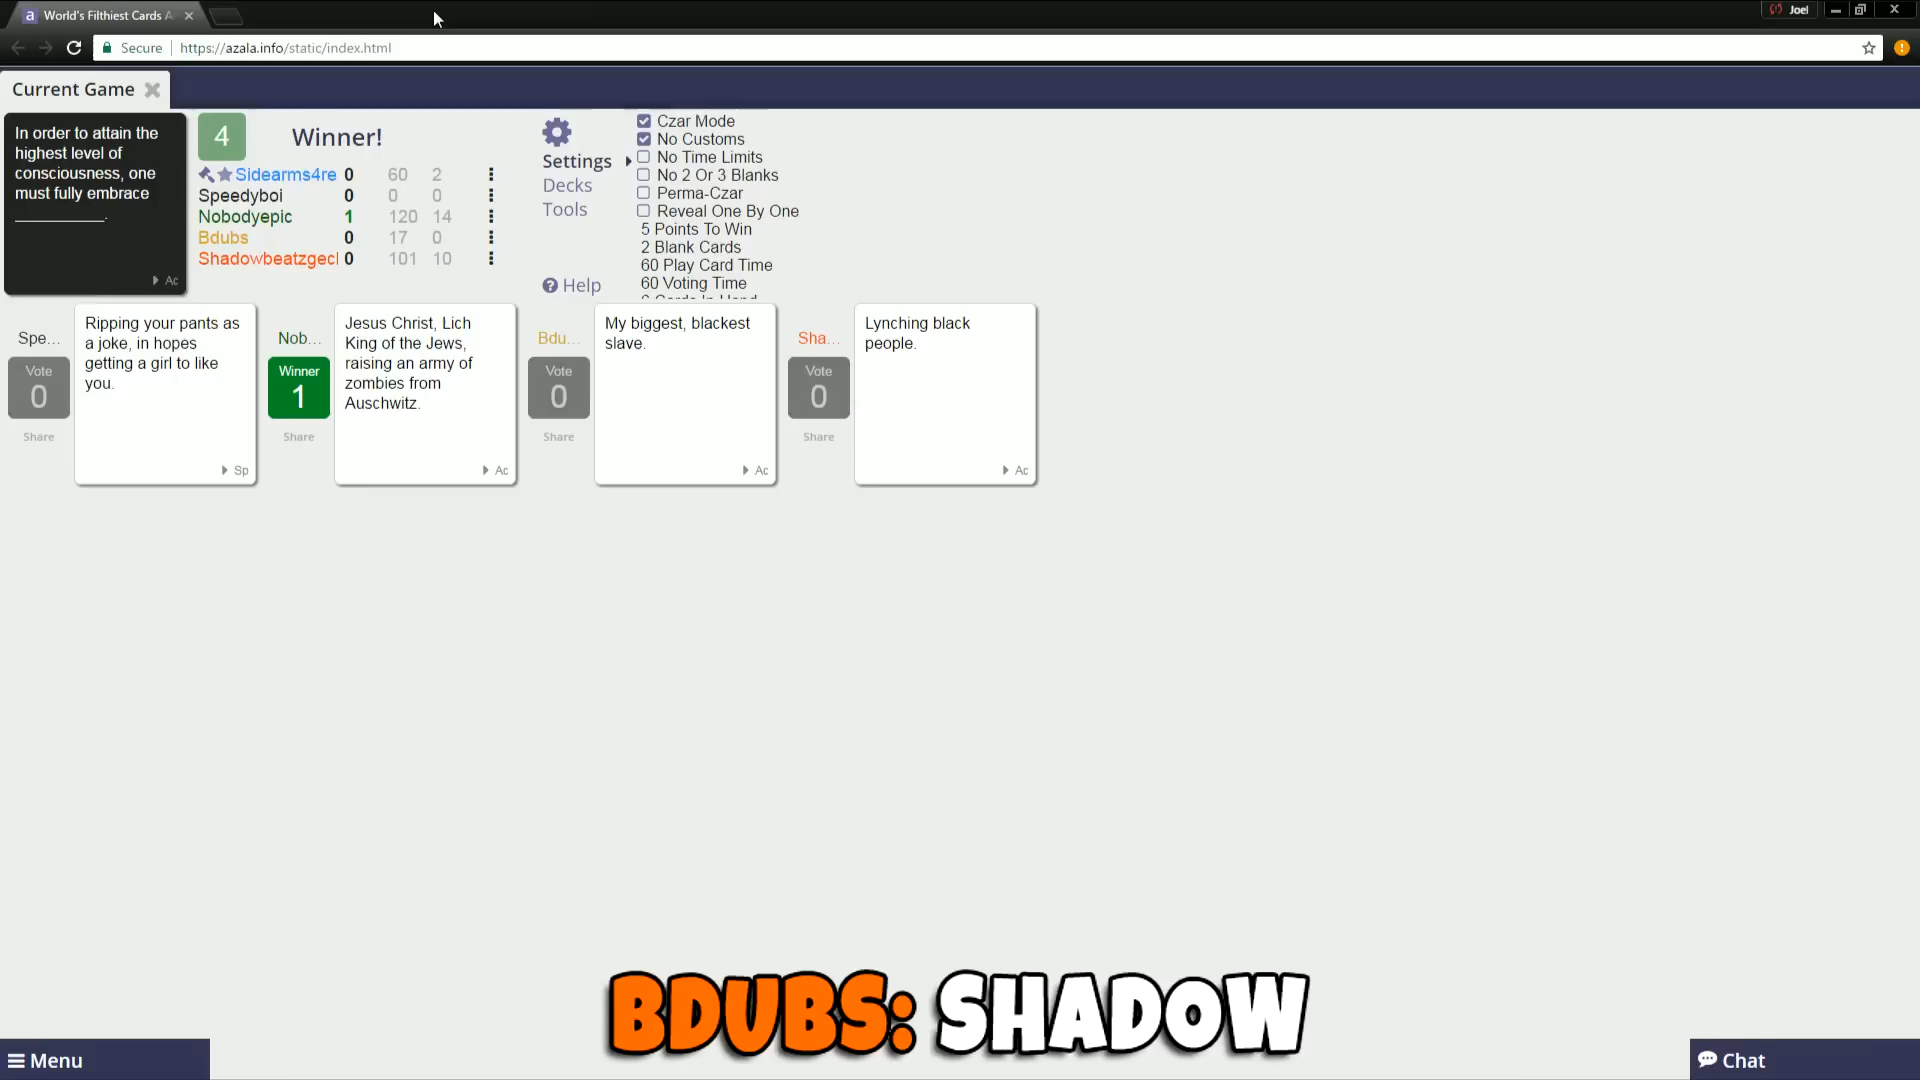 World's Filthiest Cards A
Joel
Secure https://azala.info/static/index.html
Current Game
In order to attain the
highest level of
consciousness, one
must fully embrace
__________.
Ac
4 Winner!
Sidearms4re 0 60 2
Speedyboi 0 0 0
Nobodyepic 1 120 14
Bdubs 0 17 0
Shadowbeatzgecl 0 101 10
Settings
Decks
Tools
Help
Czar Mode
No Customs
No Time Limits
No 2 Or 3 Blanks
Perma-Czar
Reveal One By One
5 Points To Win
2 Blank Cards
60 Play Card Time
60 Voting Time
6 Cards In Hand
Spe...
Vote
0
Share
Ripping your pants as
a joke, in hopes
getting a girl to like
you.
Sp
Nob...
Winner
1
Share
Jesus Christ, Lich
King of the Jews,
raising an army of
zombies from
Auschwitz.
Ac
Bdu...
Vote
0
Share
My biggest, blackest
slave.
Ac
Sha...
Vote
0
Share
Lynching black
people.
Ac
BDUBS: SHADOW
Menu
Chat